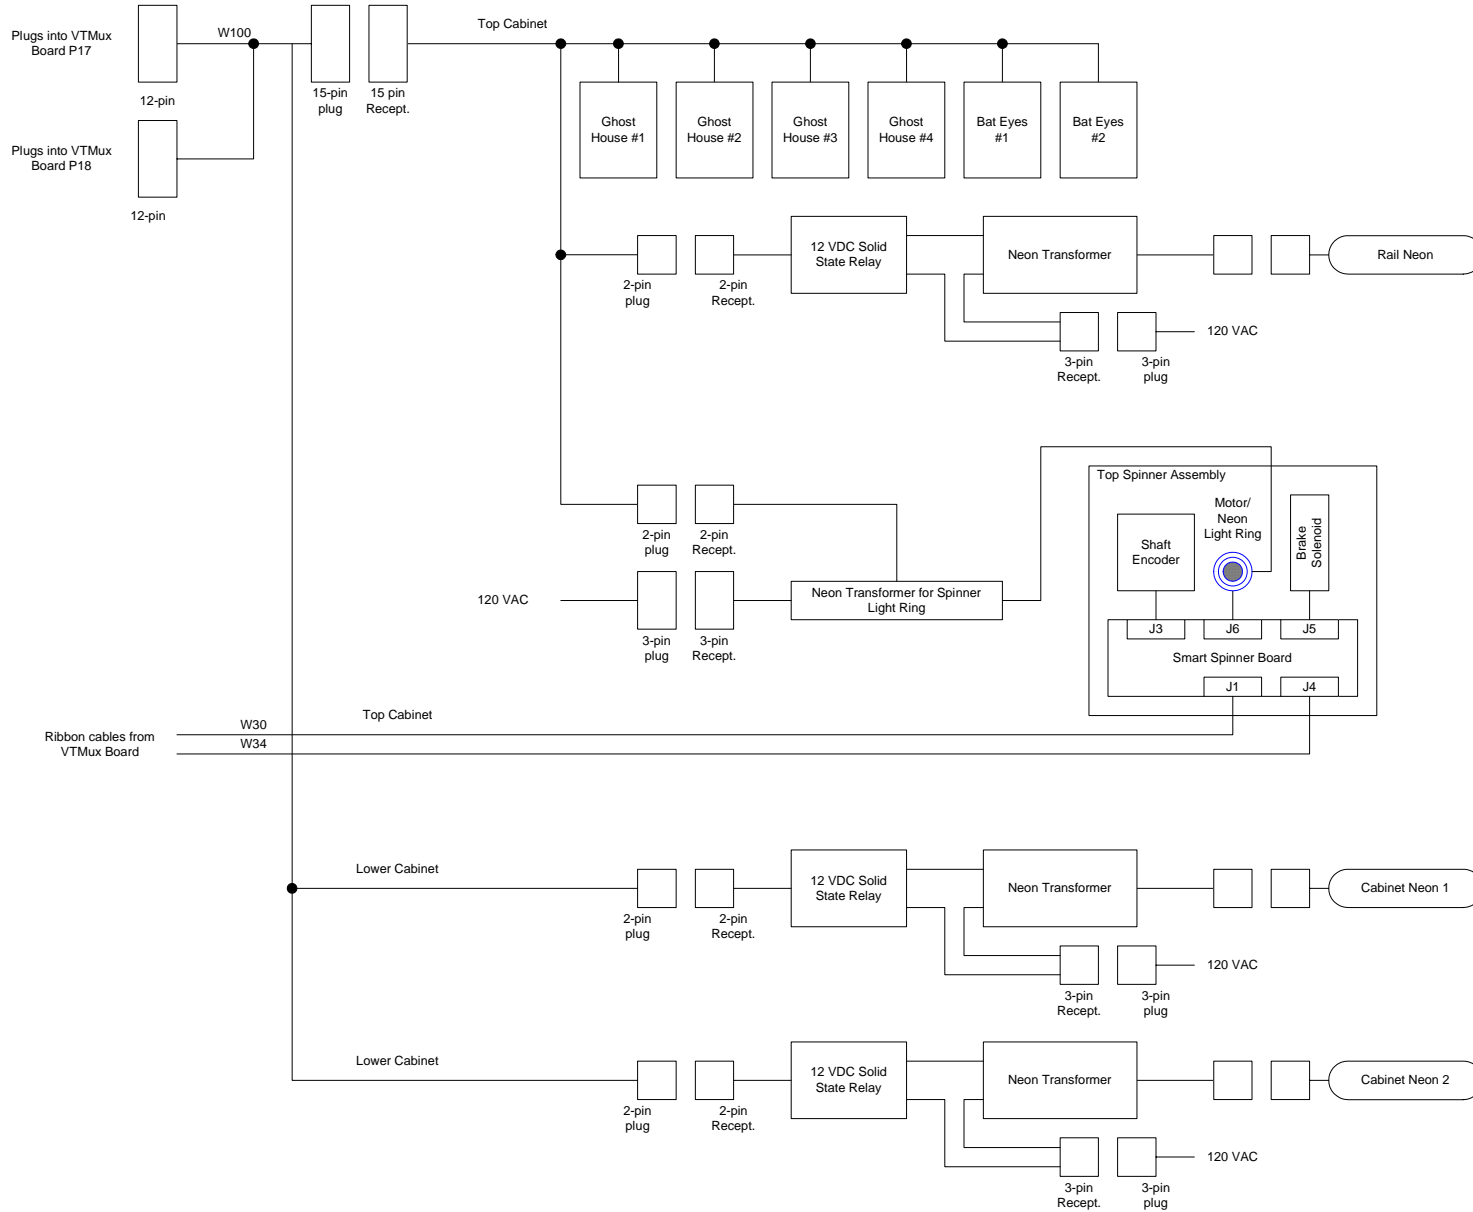 Plugs into VTMux
Board P17
W100
12-pin
15-pin
plug
15 pin
Recept.
Top Cabinet
Plugs into VTMux
Board P18
12-pin
Ghost
House #1
Ghost
House #2
Ghost
House #3
Ghost
House #4
Bat Eyes
#1
Bat Eyes
#2
2-pin
plug
2-pin
Recept.
12 VDC Solid
State Relay
Neon Transformer
Rail Neon
3-pin
Recept.
3-pin
plug
120 VAC
2-pin
plug
2-pin
Recept.
120 VAC
3-pin
plug
3-pin
Recept.
Neon Transformer for Spinner
Light Ring
Top Spinner Assembly
Shaft
Encoder
Motor/
Neon
Light Ring
Brake
Solenoid
J3
J6
J5
Smart Spinner Board
J1
J4
Top Cabinet
Ribbon cables from
VTMux Board
W30
W34
Lower Cabinet
2-pin
plug
2-pin
Recept.
12 VDC Solid
State Relay
Neon Transformer
Cabinet Neon 1
3-pin
Recept.
3-pin
plug
120 VAC
Lower Cabinet
2-pin
plug
2-pin
Recept.
12 VDC Solid
State Relay
Neon Transformer
Cabinet Neon 2
3-pin
Recept.
3-pin
plug
120 VAC